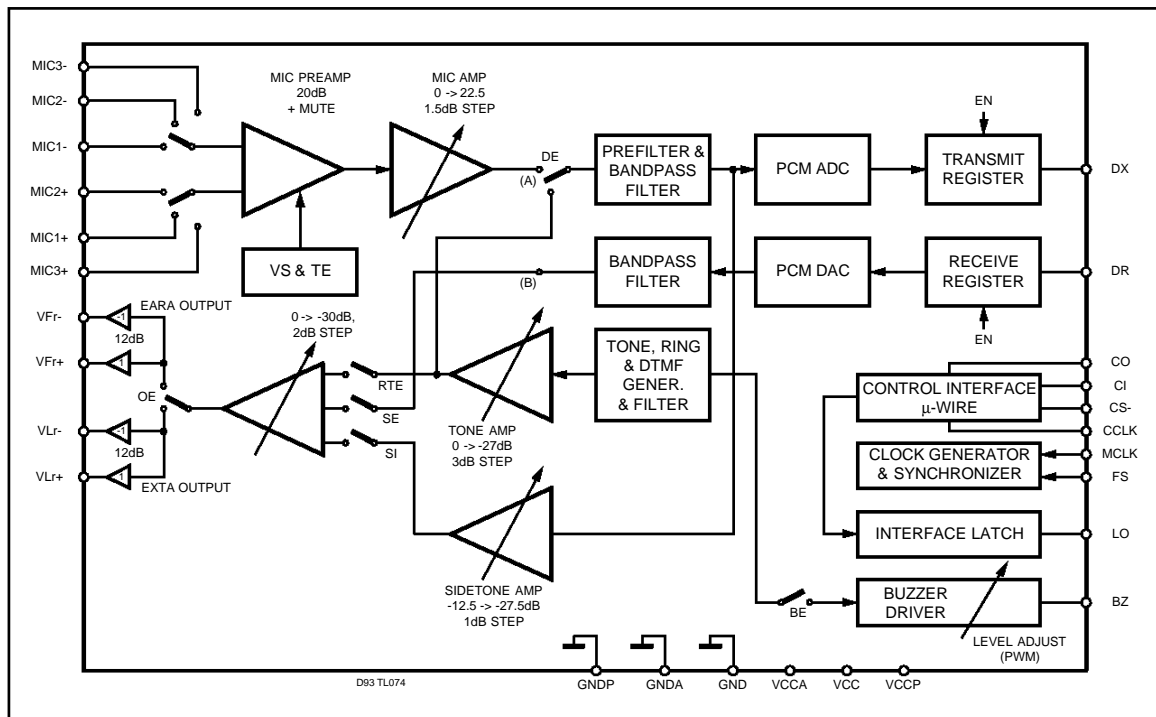 MIC3-
MIC2-
MIC1-
MIC2+
MIC1+
MIC3+
VFr-
VFr+
VLr-
VLr+
MIC PREAMP
20dB
+ MUTE
MIC AMP
0 -> 22.5
1.5dB STEP
VS & TE
DE
(A)
PREFILTER &
BANDPASS
FILTER
PCM ADC
EN
TRANSMIT
REGISTER
DX
(B)
BANDPASS
FILTER
PCM DAC
RECEIVE
REGISTER
EN
DR
EARA OUTPUT
-1
12dB
1
OE
-1
12dB
1
EXTA OUTPUT
0 -> -30dB,
2dB STEP
RTE
SE
SI
TONE AMP
0 -> -27dB
3dB STEP
TONE, RING
& DTMF
GENER.
& FILTER
SIDETONE AMP
-12.5 -> -27.5dB
1dB STEP
CONTROL INTERFACE
µ-WIRE
CO
CI
CS-
CCLK
CLOCK GENERATOR
& SYNCHRONIZER
MCLK
FS
INTERFACE LATCH
LO
BE
BUZZER
DRIVER
BZ
LEVEL ADJUST
(PWM)
D93 TL074
GNDP
GNDA
GND
VCCA
VCC
VCCP